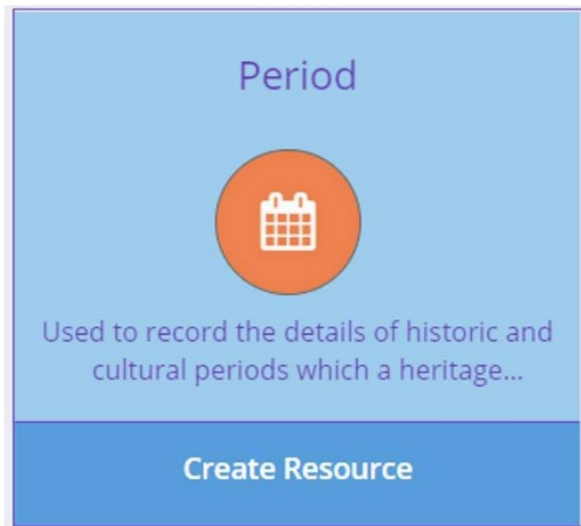 Period
Used to record the details of historic and
cultural periods which a heritage...
Create Resource